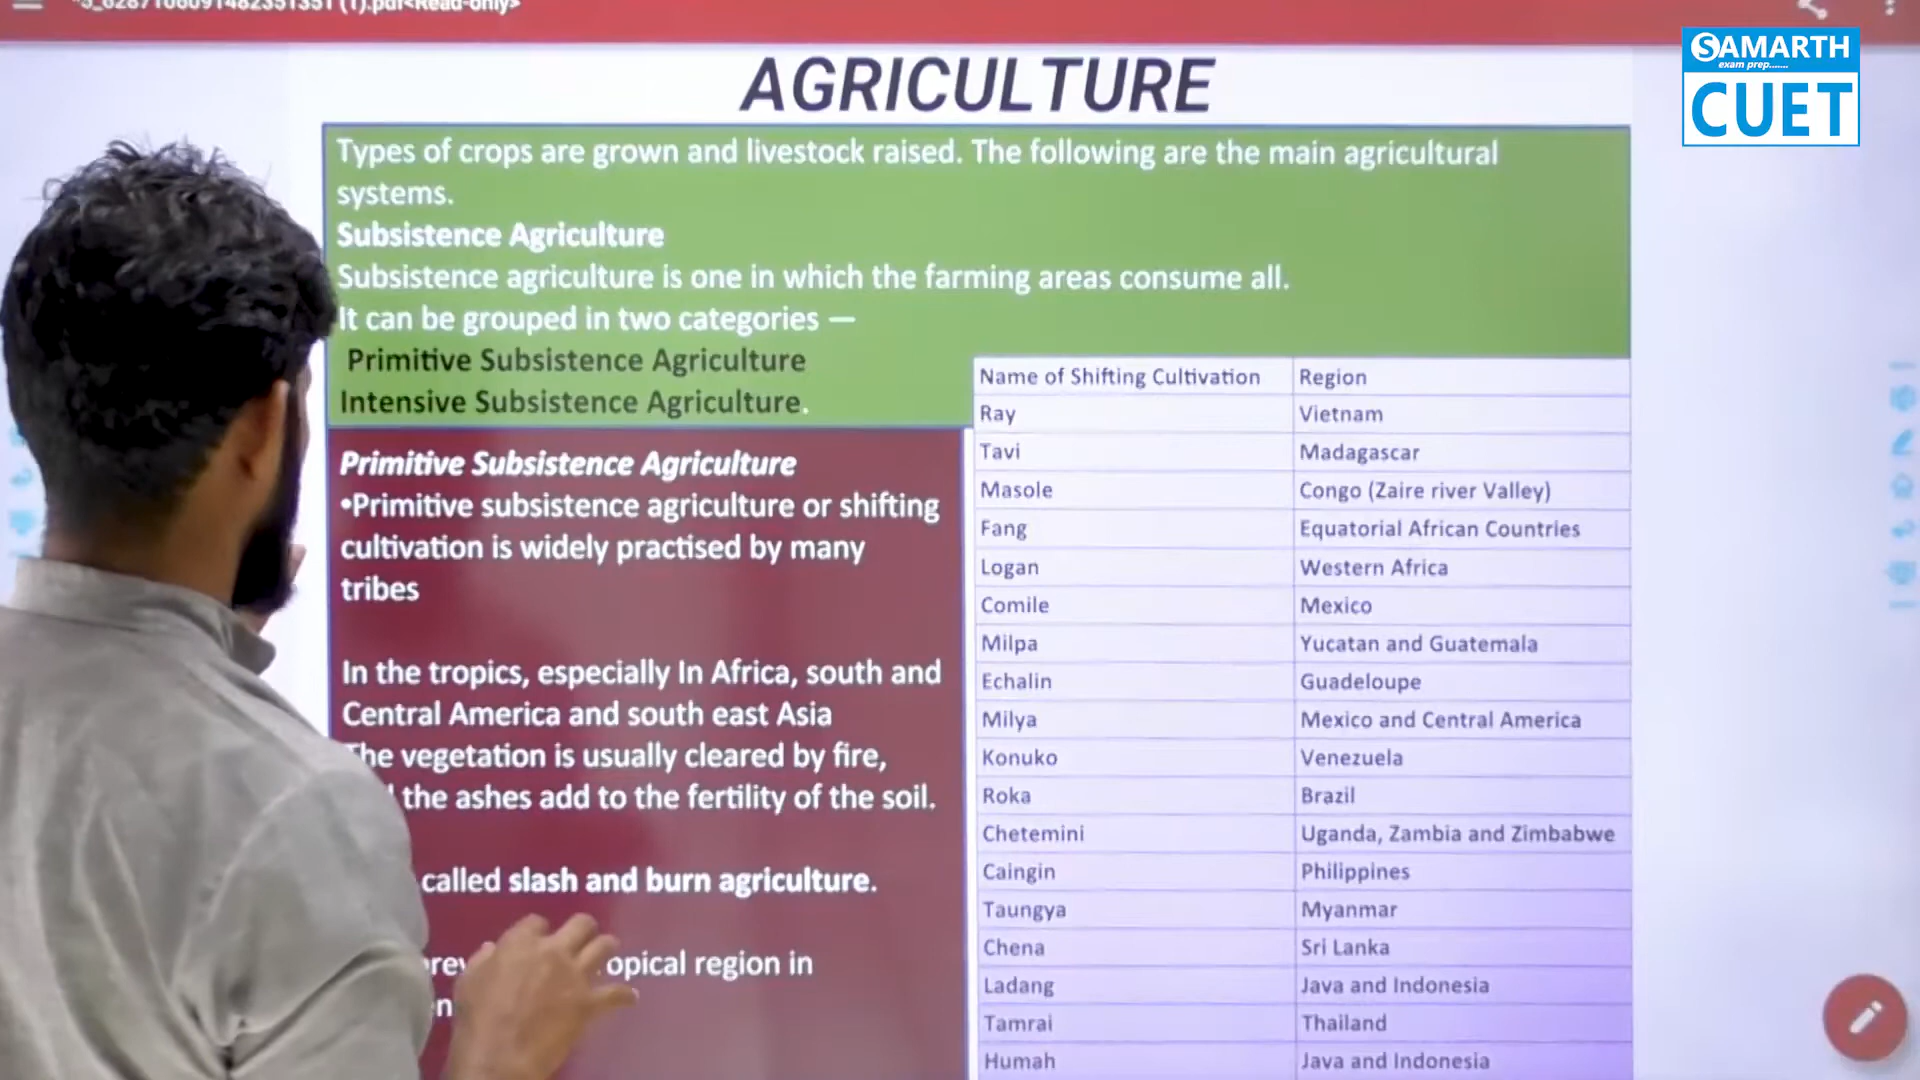 (1).pdf<Read-only>
SAMARTH
exam prep.......
CUET
AGRICULTURE
Types of crops are grown and livestock raised. The following are the main agricultural
systems.
Subsistence Agriculture
Subsistence agriculture is one in which the farming areas consume all.
It can be grouped in two categories —
Primitive Subsistence Agriculture
Intensive Subsistence Agriculture.
Primitive Subsistence Agriculture
•Primitive subsistence agriculture or shifting
cultivation is widely practised by many
tribes
In the tropics, especially In Africa, south and
Central America and south east Asia
The vegetation is usually cleared by fire,
the ashes add to the fertility of the soil.
called slash and burn agriculture.
region in
Name of Shifting Cultivation Region
Ray Vietnam
Tavi Madagascar
Masole Congo (Zaire river Valley)
Fang Equatorial African Countries
Logan Western Africa
Comile Mexico
Milpa Yucatan and Guatemala
Echalin Guadeloupe
Milya Mexico and Central America
Konuko Venezuela
Roka Brazil
Chetemini Uganda, Zambia and Zimbabwe
Caingin Philippines
Taungya Myanmar
Chena Sri Lanka
Ladang Java and Indonesia
Tamrai Thailand
Humah Java and Indonesia